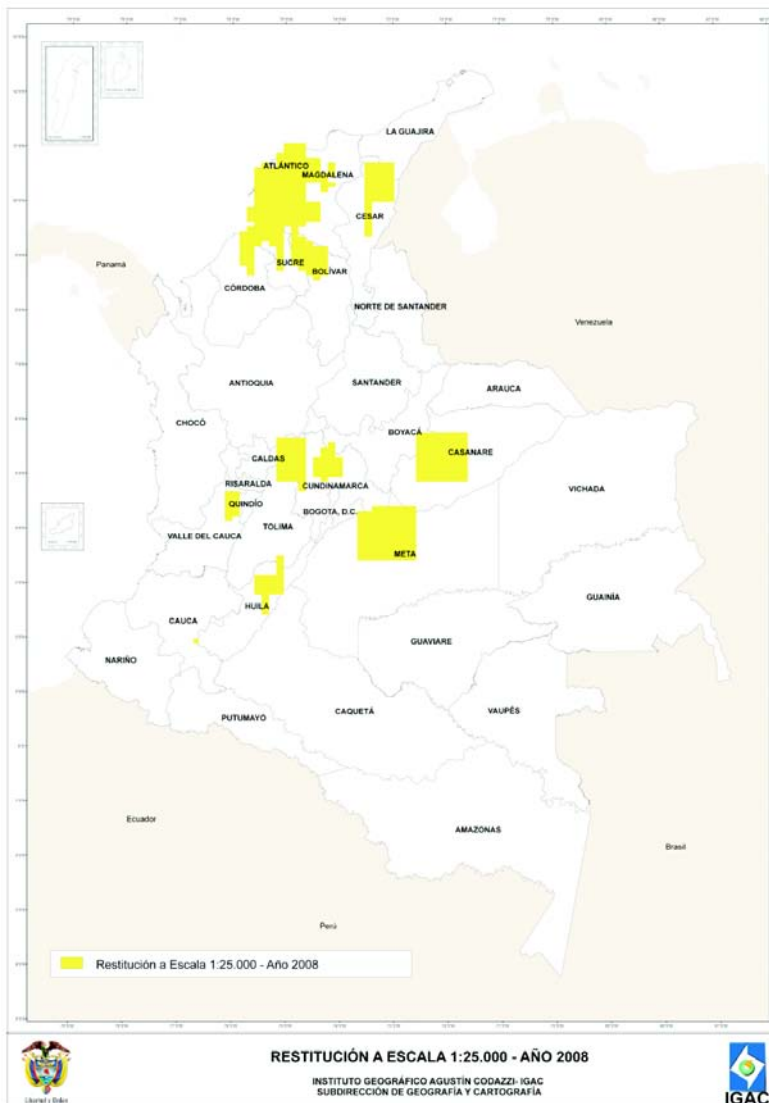 LA GUAJIRA
ATLÁNTICO
MAGDALENA
CESAR
Panamá
SUCRE
BOLÍVAR
CÓRDOBA
NORTE DE SANTANDER
Venezuela
ANTIOQUIA
SANTANDER
ARAUCA
CHOCÓ
BOYACÁ
CALDAS
CASANARE
RISARALDA
CUNDINAMARCA
VICHADA
QUINDÍO
BOGOTA, D.C.
TOLIMA
VALLE DEL CAUCA
META
GUAINÍA
HUILA
CAUCA
GUAVIARE
NARIÑO
CAQUETÁ
VAUPÉS
PUTUMAYO
Ecuador
AMAZONAS
Brasil
Perú
Restitución a Escala 1:25.000 - Año 2008
RESTITUCIÓN A ESCALA 1:25.000 - AÑO 2008
INSTITUTO GEOGRÁFICO AGUSTÍN CODAZZI- IGAC
SUBDIRECCIÓN DE GEOGRAFÍA Y CARTOGRAFÍA
Libertad y Orden
IGAC